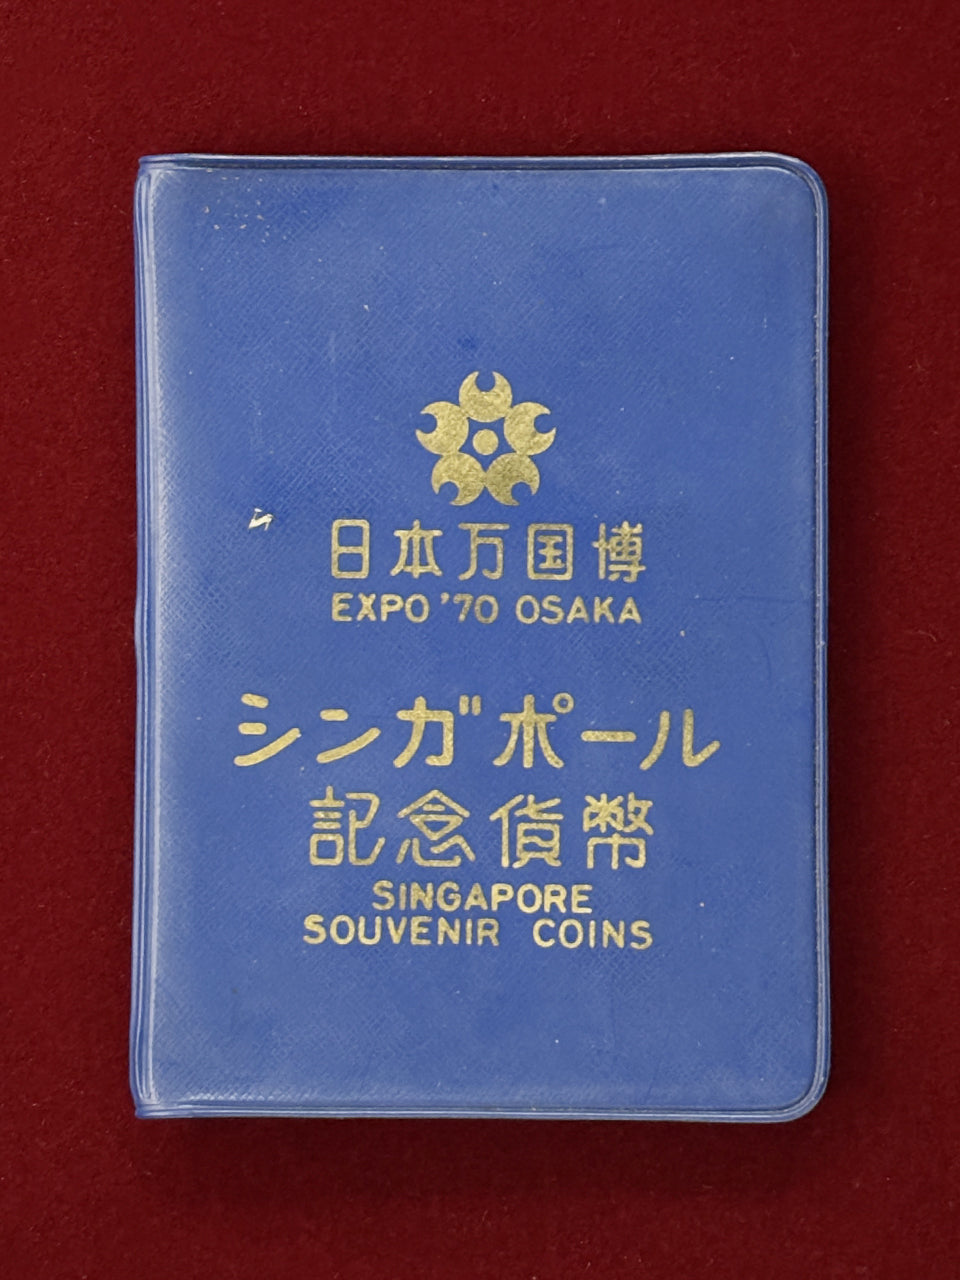 日本万国博
EXPO '70 OSAKA
シンガポール
記念貨幣
SINGAPORE
SOUVENIR COINS